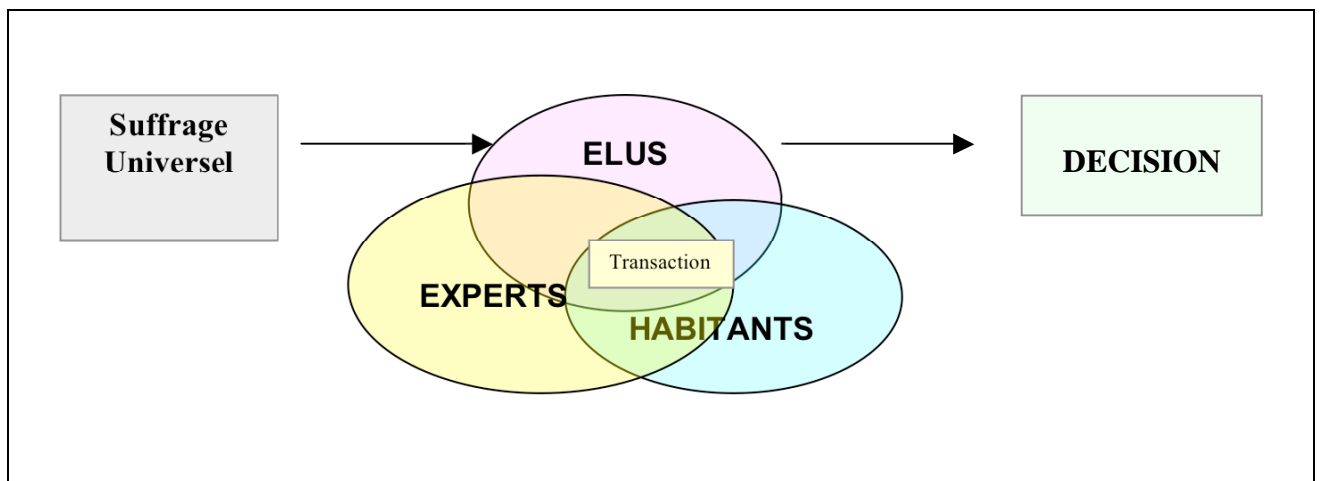 Suffrage
Universel
ELUS
DECISION
Transaction
EXPERTS
HABITANTS